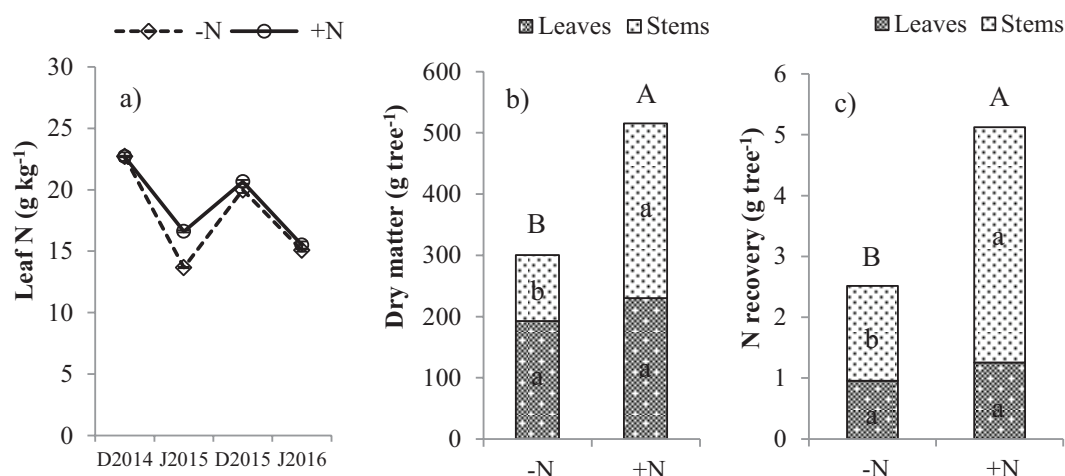 -N +N
Leaf N (g kg⁻¹)
a)
30
25
20
15
10
5
0
D2014 J2015 D2015 J2016
Leaves Stems
Dry matter (g tree⁻¹)
b)
600
500
400
300
200
100
0
A
B
a
b
a
a
-N +N
Leaves Stems
N recovery (g tree⁻¹)
c)
6
5
4
3
2
1
0
A
B
a
b
a
a
-N +N